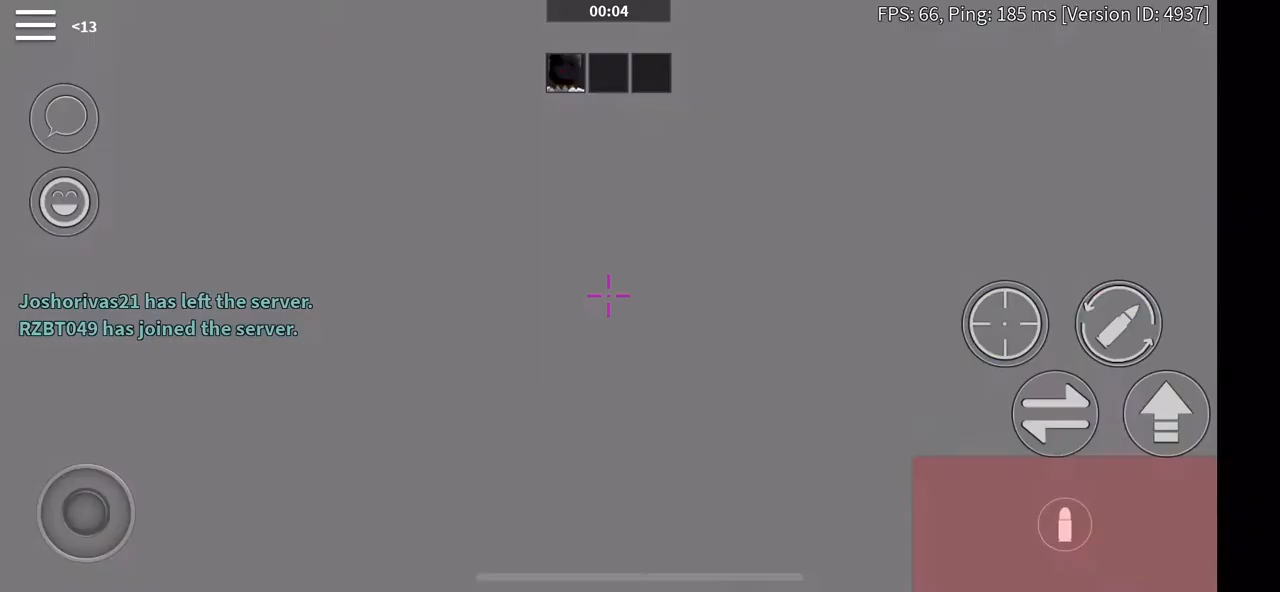 <13
00:04
FPS: 66, Ping: 185 ms [Version ID: 4937]
Joshorivas21 has left the server.
RZBT049 has joined the server.